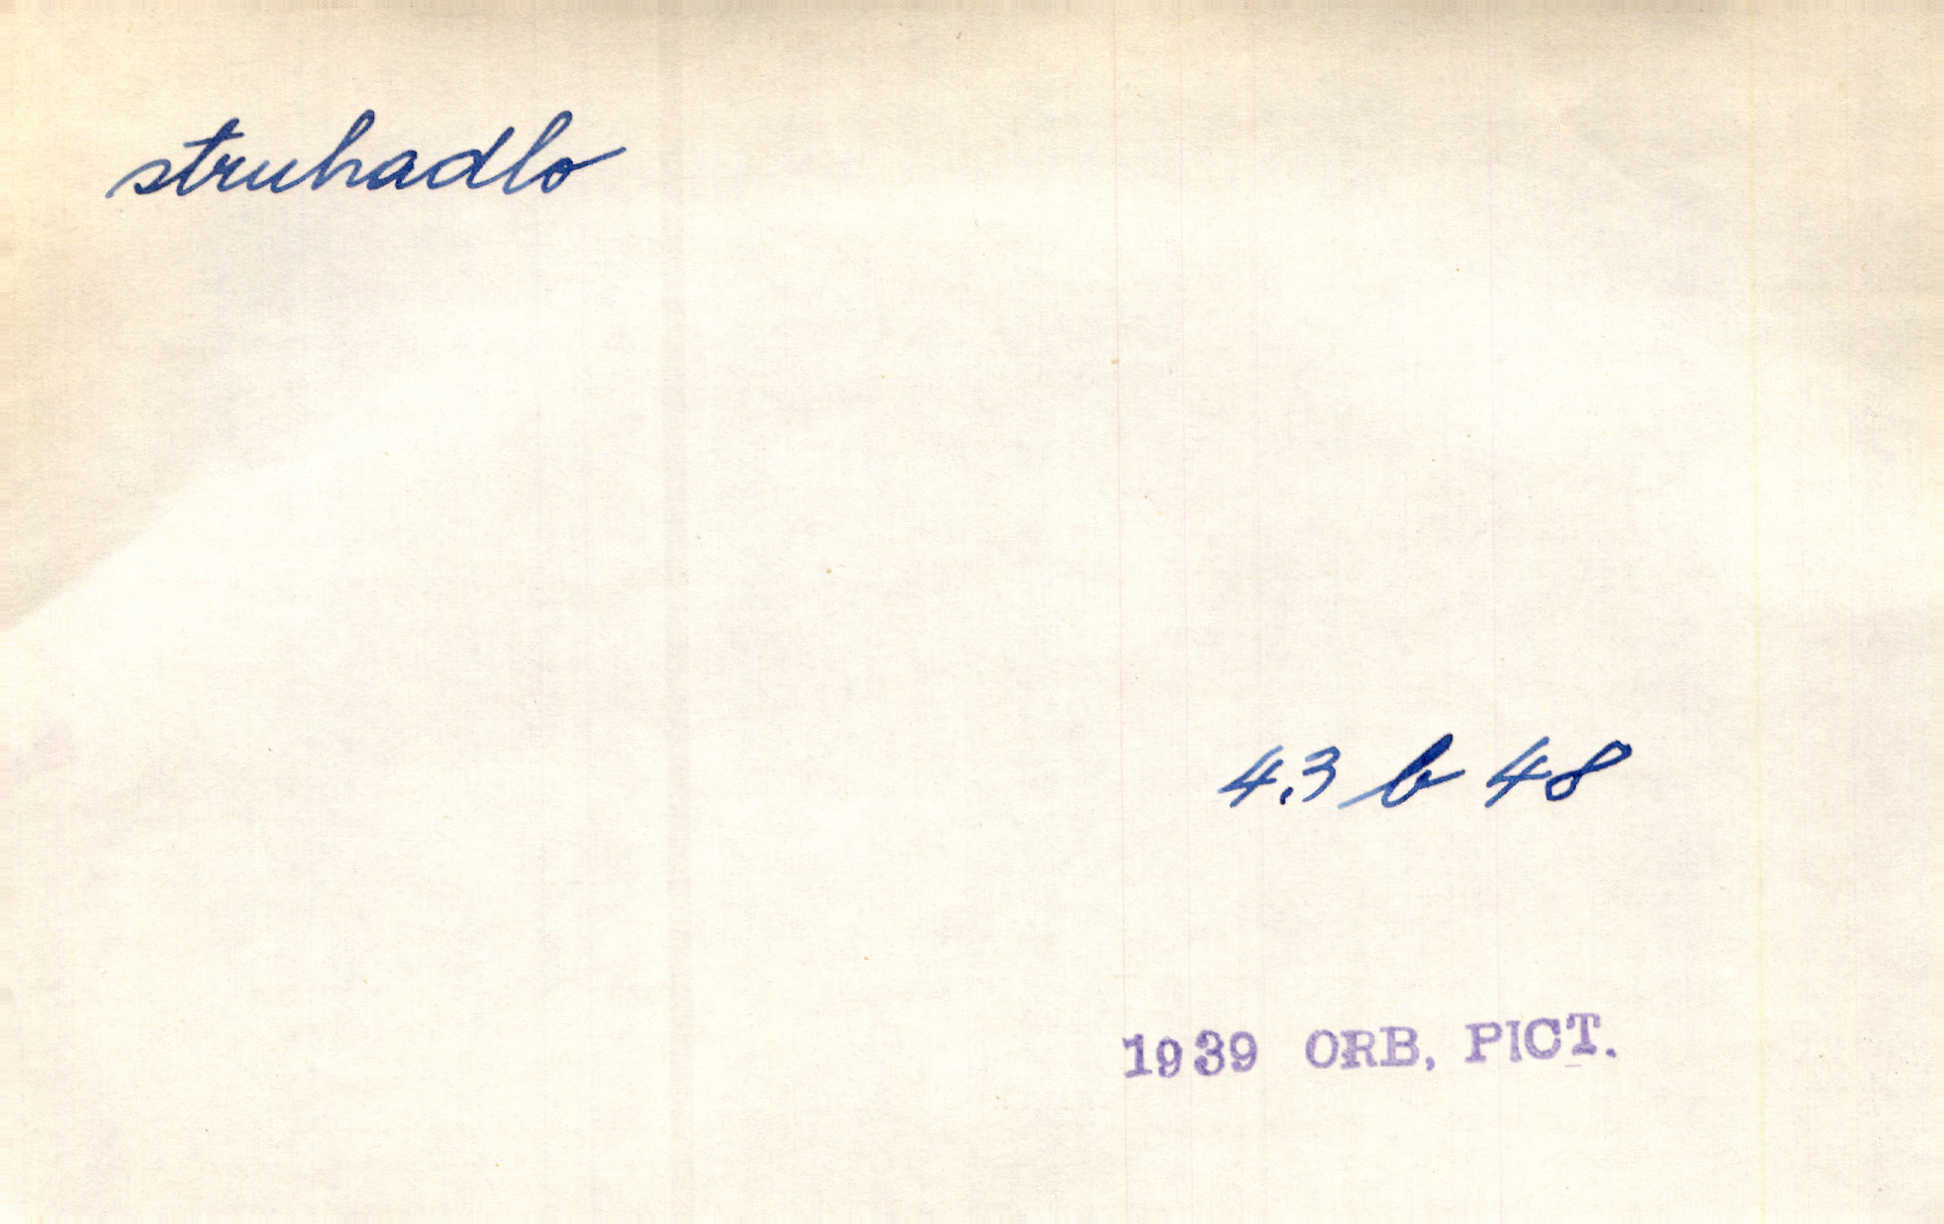 struhadlo
4.3 b 48
1939 ORB. PICT.